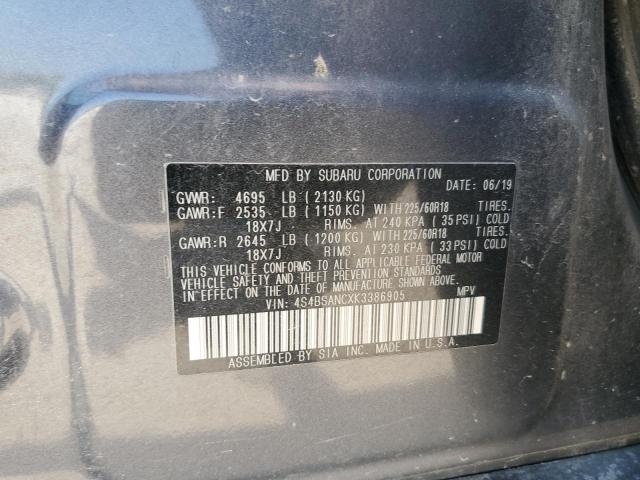 MFD BY SUBARU CORPORATION
GVWR: 4695 LB ( 2130 KG) DATE: 06/19
GAWR:F 2535 LB ( 1150 KG) WITH 225/60R18 TIRES.
18X7J RIMS. AT 240 KPA ( 35 PSI ) COLD
GAWR:R 2645 LB ( 1200 KG) WITH 225/60R18 TIRES.
18X7J RIMS. AT 230 KPA ( 33 PSI ) COLD
THIS VEHICLE CONFORMS TO ALL APPLICABLE FEDERAL MOTOR
VEHICLE SAFETY AND THEFT PREVENTION STANDARDS
IN EFFECT ON THE DATE OF MANUFACTURE SHOWN ABOVE.
VIN: 4S4BSANCXK3386905 MPV
ASSEMBLED BY SIA INC. MADE IN U.S.A.